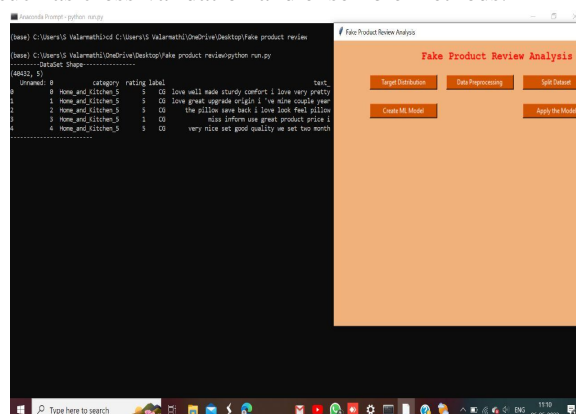 Anaconda Prompt - python run.py
(base) C:\Users\S Valarmathi>cd C:\Users\S Valarmathi\OneDrive\Desktop\Fake product review
(base) C:\Users\S Valarmathi\OneDrive\Desktop\Fake product review>python run.py
---------DataSet Shape---------------
(40432, 5)
Unnamed: 0 category rating label text_
0 0 Home_and_Kitchen_5 5 CG love well made sturdy comfort i love very pretty
1 1 Home_and_Kitchen_5 5 CG love great upgrade origin i 've mine couple year
2 2 Home_and_Kitchen_5 5 CG the pillow save back i love look feel pillow
3 3 Home_and_Kitchen_5 1 CG miss inform use great product price i
4 4 Home_and_Kitchen_5 5 CG very nice set good quality we set two month
------------------------
Fake Product Review Analysis
Fake Product Review Analysis
Target Distribution Data Preprocessing Split Dataset
Create ML Model Apply the Model
Type here to search
ENG 11:10